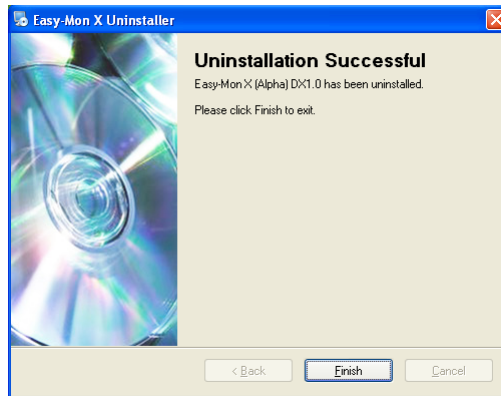 Easy-Mon X Uninstaller
Uninstallation Successful
Easy-Mon X (Alpha) DX1.0 has been uninstalled.
Please click Finish to exit.
< Back
Finish
Cancel